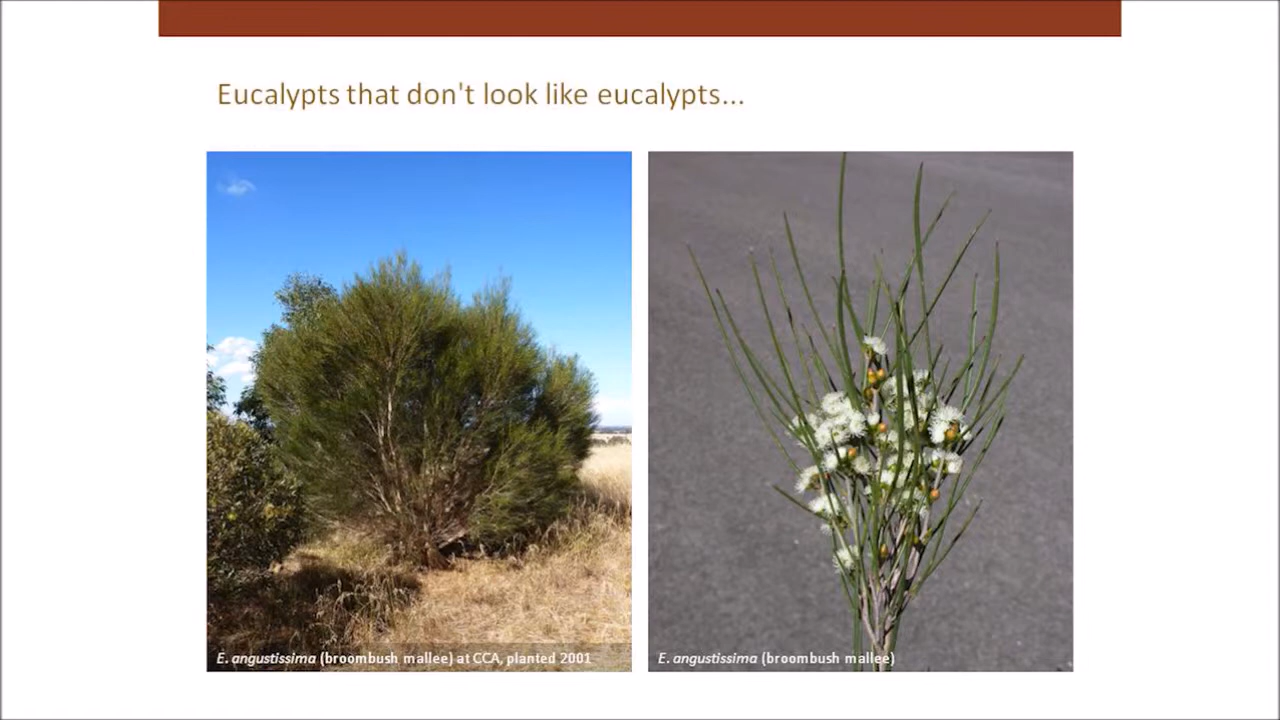 Eucalypts that don't look like eucalypts...
E. angustissima (broombush mallee) at CCA, planted 2001
E. angustissima (broombush mallee)